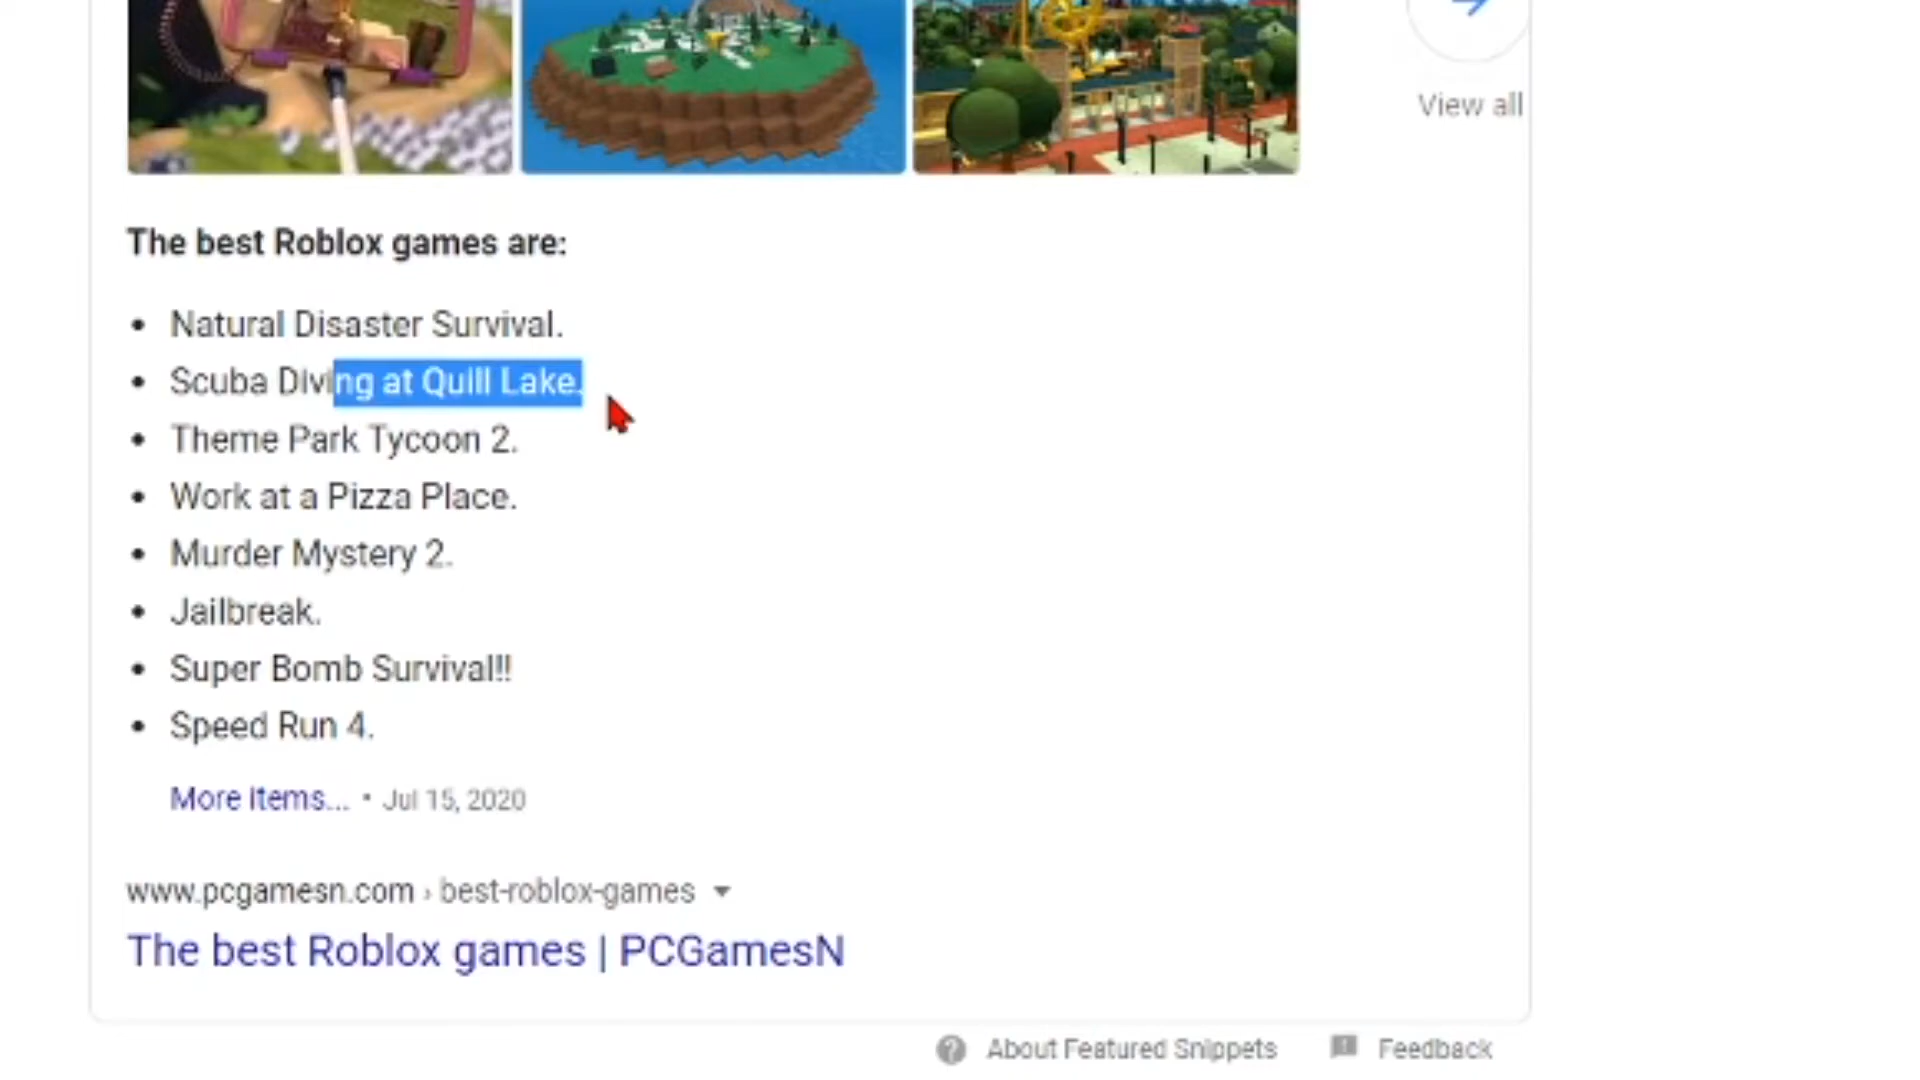 View all
The best Roblox games are:
• Natural Disaster Survival.
• Scuba Diving at Quill Lake.
• Theme Park Tycoon 2.
• Work at a Pizza Place.
• Murder Mystery 2.
• Jailbreak.
• Super Bomb Survival!!
• Speed Run 4.
More Items... • Jul 15, 2020
www.pcgamesn.com › best-roblox-games
The best Roblox games | PCGamesN
About Featured Snippets
Feedback